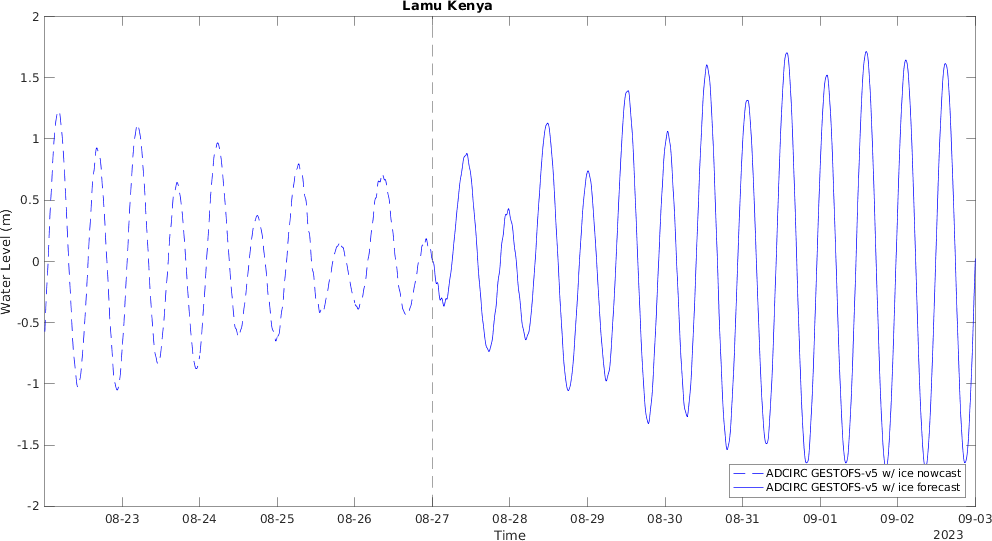 Lamu Kenya
2
1.5
1
0.5
0
-0.5
-1
-1.5
-2
Water Level (m)
ADCIRC GESTOFS-v5 w/ ice nowcast
ADCIRC GESTOFS-v5 w/ ice forecast
08-23 08-24 08-25 08-26 08-27 08-28 08-29 08-30 08-31 09-01 09-02 09-03
Time
2023